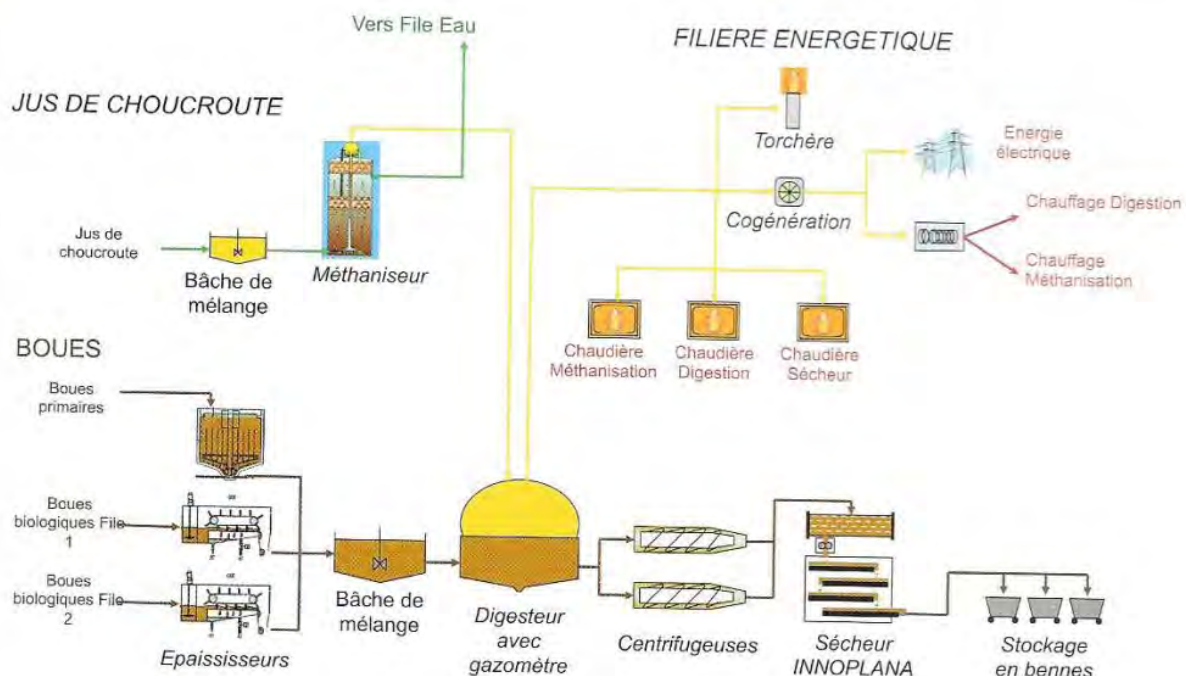 Vers File Eau
FILIERE ENERGETIQUE
JUS DE CHOUCROUTE
Torchère
Energie
électrique
Cogénération
Chauffage Digestion
Chauffage
Méthanisation
Jus de
choucroute
Bâche de
mélange
Méthaniseur
Chaudière
Méthanisation
Chaudière
Digestion
Chaudière
Sécheur
BOUES
Boues
primaires
Boues
biologiques File
1
Boues
biologiques File
2
Epaississeurs
Bâche de
mélange
Digesteur
avec
gazomètre
Centrifugeuses
Sécheur
INNOPLANA
Stockage
en bennes